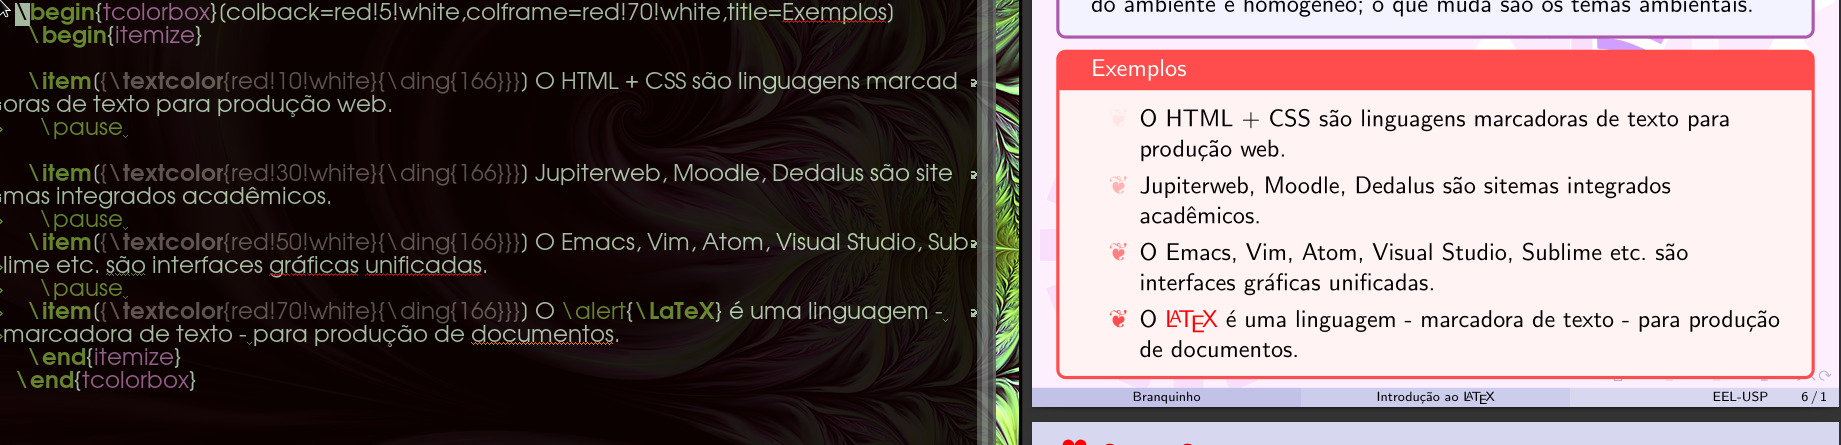 \begin{tcolorbox}[colback=red!5!white,colframe=red!70!white,title=Exemplos]
\begin{itemize}
\item[{\textcolor{red!10!white}{\ding{166}}}] O HTML + CSS são linguagens marcad
oras de texto para produção web.
\pause
\item[{\textcolor{red!30!white}{\ding{166}}}] Jupiterweb, Moodle, Dedalus são site
mas integrados acadêmicos.
\pause
\item[{\textcolor{red!50!white}{\ding{166}}}] O Emacs, Vim, Atom, Visual Studio, Sub
lime etc. são interfaces gráficas unificadas.
\pause
\item[{\textcolor{red!70!white}{\ding{166}}}] O \alert{\LaTeX} é uma linguagem -
marcadora de texto - para produção de documentos.
\end{itemize}
\end{tcolorbox}
do ambiente é homogêneo; o que muda são os temas ambientais.
Exemplos
❦ O HTML + CSS são linguagens marcadoras de texto para
produção web.
❦ Jupiterweb, Moodle, Dedalus são sitemas integrados
acadêmicos.
❦ O Emacs, Vim, Atom, Visual Studio, Sublime etc. são
interfaces gráficas unificadas.
❦ O LATEX é uma linguagem - marcadora de texto - para produção
de documentos.
Branquinho Introdução ao LATEX EEL-USP 6 / 1